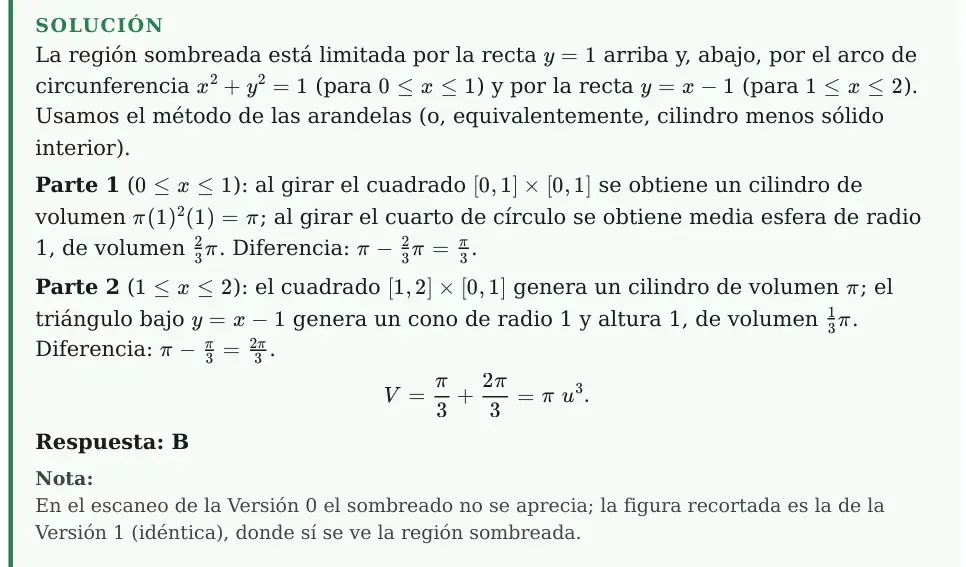 SOLUCIÓN
La región sombreada está limitada por la recta y = 1 arriba y, abajo, por el arco de
circunferencia x² + y² = 1 (para 0 ≤ x ≤ 1) y por la recta y = x − 1 (para 1 ≤ x ≤ 2).
Usamos el método de las arandelas (o, equivalentemente, cilindro menos sólido
interior).
Parte 1 (0 ≤ x ≤ 1): al girar el cuadrado [0, 1] × [0, 1] se obtiene un cilindro de
volumen π(1)²(1) = π; al girar el cuarto de círculo se obtiene media esfera de radio
1, de volumen 2/3 π. Diferencia: π − 2/3 π = π/3.
Parte 2 (1 ≤ x ≤ 2): el cuadrado [1, 2] × [0, 1] genera un cilindro de volumen π; el
triángulo bajo y = x − 1 genera un cono de radio 1 y altura 1, de volumen 1/3 π.
Diferencia: π − π/3 = 2π/3.
V = π/3 + 2π/3 = π u³.
Respuesta: B
Nota:
En el escaneo de la Versión 0 el sombreado no se aprecia; la figura recortada es la de la
Versión 1 (idéntica), donde sí se ve la región sombreada.